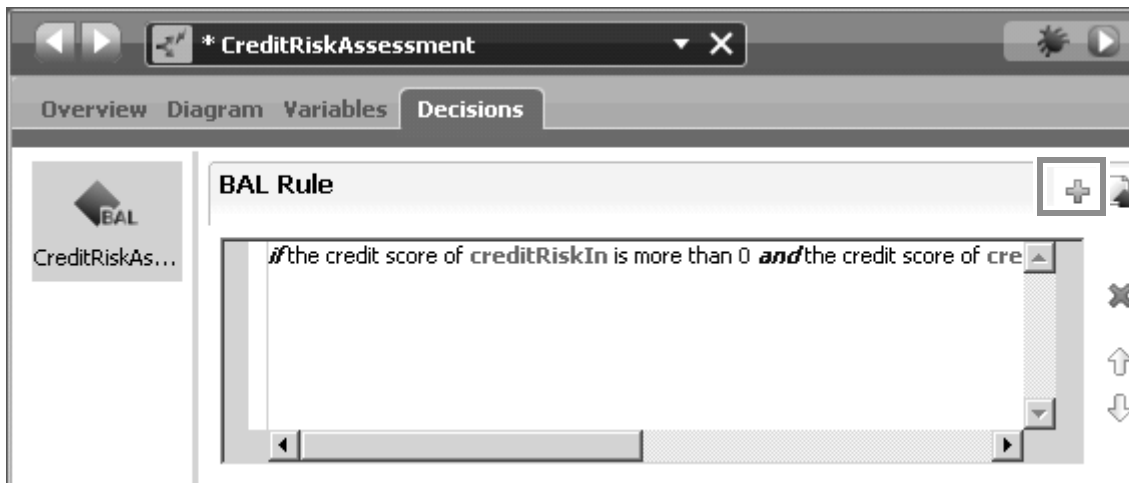 * CreditRiskAssessment
Overview Diagram Variables Decisions
BAL Rule
BAL
CreditRiskAs...
if the credit score of creditRiskIn is more than 0 and the credit score of cre